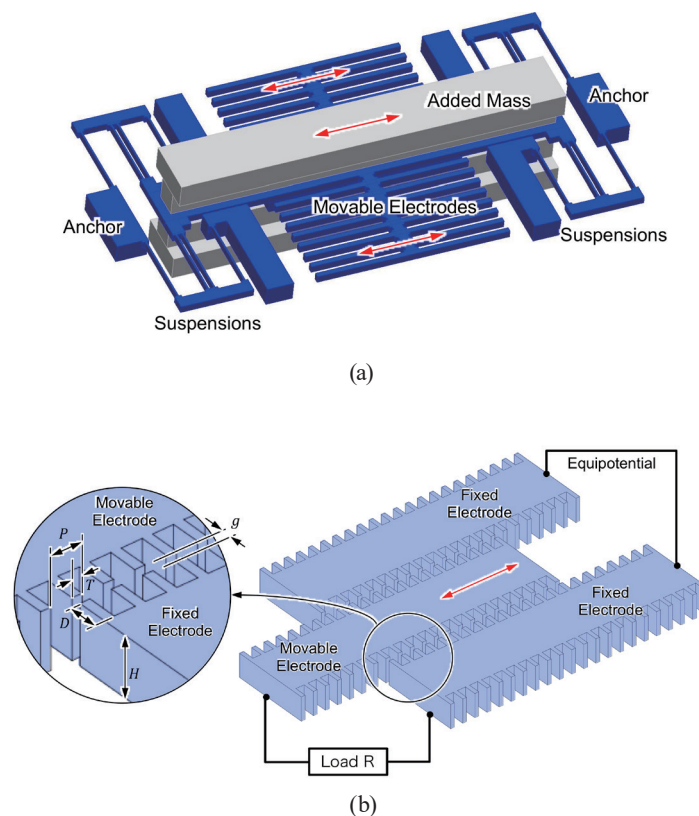 Added Mass
Anchor
Movable Electrodes
Anchor
Suspensions
Suspensions
(a)
Equipotential
Movable
Electrode
Fixed
Electrode
P
g
T
Fixed
Electrode
D
H
Fixed
Electrode
Movable
Electrode
Load R
(b)